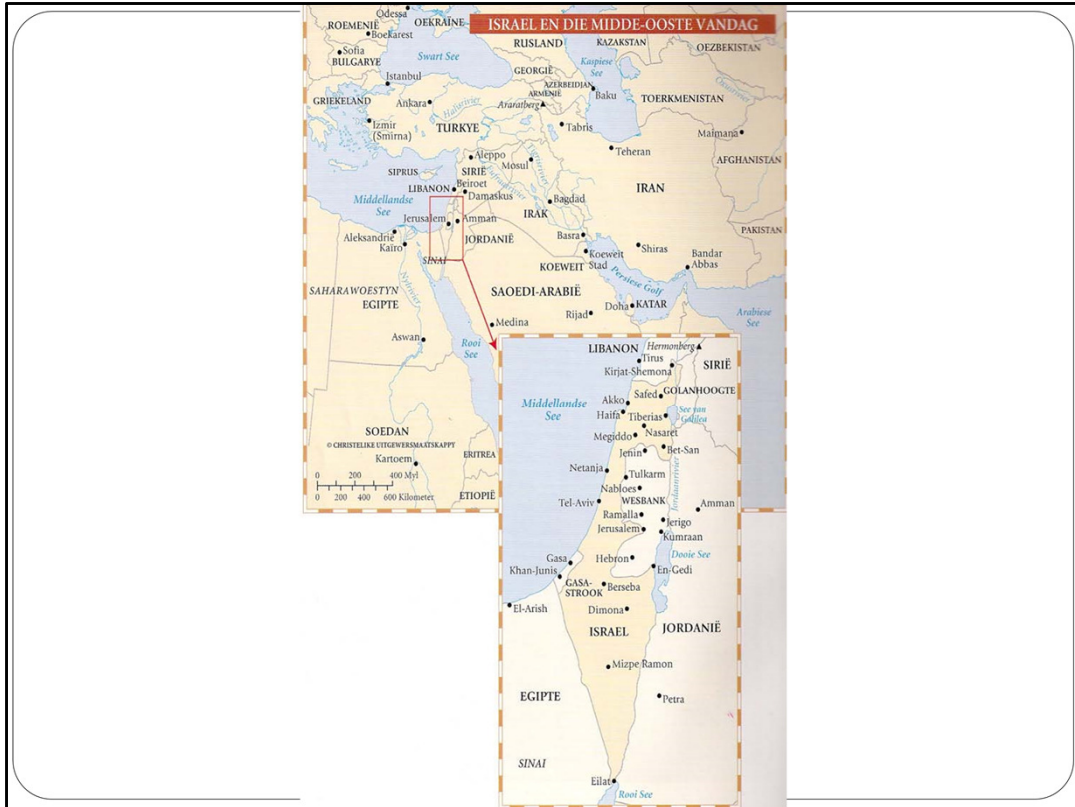 ISRAEL EN DIE MIDDE-OOSTE VANDAG
Odessa
ROEMENIË
OEKRAÏNE
Boekarest
RUSLAND
KAZAKSTAN
OEZBEKISTAN
Sofia
BULGARYE
Swart See
Kaspiese
See
GEORGIË
Istanbul
AZERBEIDJAN
ARMENIË
Baku
TOERKMENISTAN
GRIEKELAND
Ankara
Halisrivier
Araratberg
Izmir
(Smirna)
TURKYE
Tabris
Maimana
Teheran
AFGHANISTAN
Aleppo
Mosul
SIPRUS
SIRIË
IRAN
LIBANON
Beiroet
Damaskus
Middellandse
See
Bagdad
IRAK
Jerusalem
Amman
PAKISTAN
Aleksandrië
Kaïro
JORDANIË
Basra
Shiras
Koeweit
Stad
Bandar
Abbas
SINAI
KOEWEIT
Persiese Golf
SAHARAWOESTYN
EGIPTE
Nylrivier
SAOEDI-ARABIË
Doha
KATAR
Rijad
Arabiese
See
Medina
Aswan
Rooi
See
SOEDAN
© CHRISTELIKE UITGEWERSMAATSKAPPY
Kartoem
ERITREA
0 200 400 Myl
0 200 400 600 Kilometer
ETIOPIË
LIBANON
Hermonberg
Tirus
SIRIË
Kirjat-Shemona
Safed
GOLANHOOGTE
Middellandse
See
Akko
Haifa
Tiberias
See van
Galilea
Nasaret
Megiddo
Jenin
Bet-San
Netanja
Tulkarm
Nabloes
Jordaanrivier
Tel-Aviv
WESBANK
Amman
Ramalla
Jerigo
Jerusalem
Kumraan
Gasa
Hebron
Dooie See
Khan-Junis
En-Gedi
GASA-
STROOK
Berseba
El-Arish
Dimona
ISRAEL
JORDANIË
Mizpe Ramon
EGIPTE
Petra
SINAI
Eilat
Rooi See